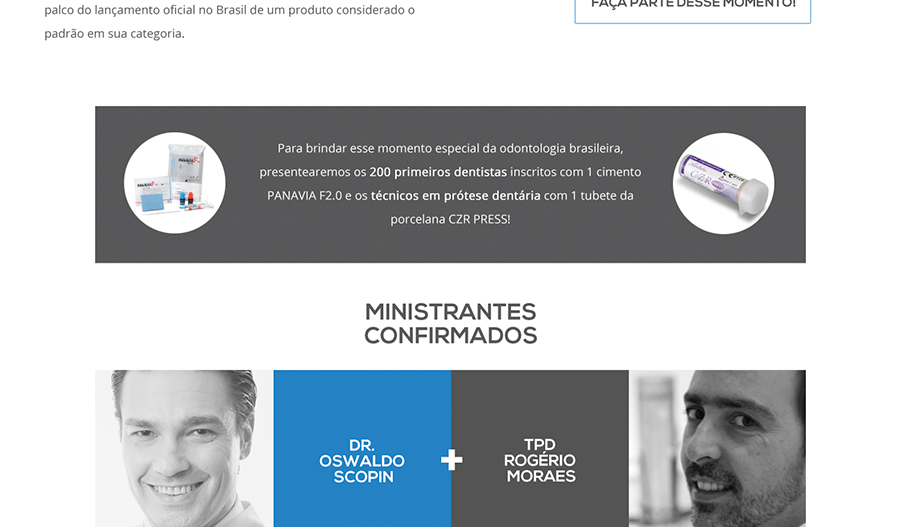 palco do lançamento oficial no Brasil de um produto considerado o
padrão em sua categoria.
FAÇA PARTE DESSE MOMENTO!
Para brindar esse momento especial da odontologia brasileira,
presentearemos os 200 primeiros dentistas inscritos com 1 cimento
PANAVIA F2.0 e os técnicos em prótese dentária com 1 tubete da
porcelana CZR PRESS!
MINISTRANTES
CONFIRMADOS
DR.
OSWALDO
SCOPIN
+
TPD
ROGÉRIO
MORAES